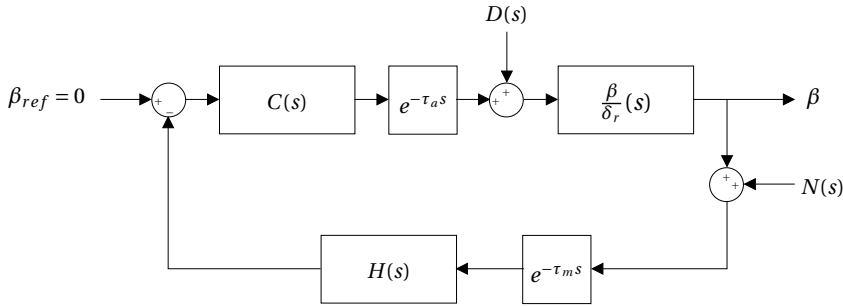 D(s)
β_ref = 0
+
−
C(s)
e^{−τ_a s}
+
+
β/δ_r (s)
β
+
+
N(s)
H(s)
e^{−τ_m s}